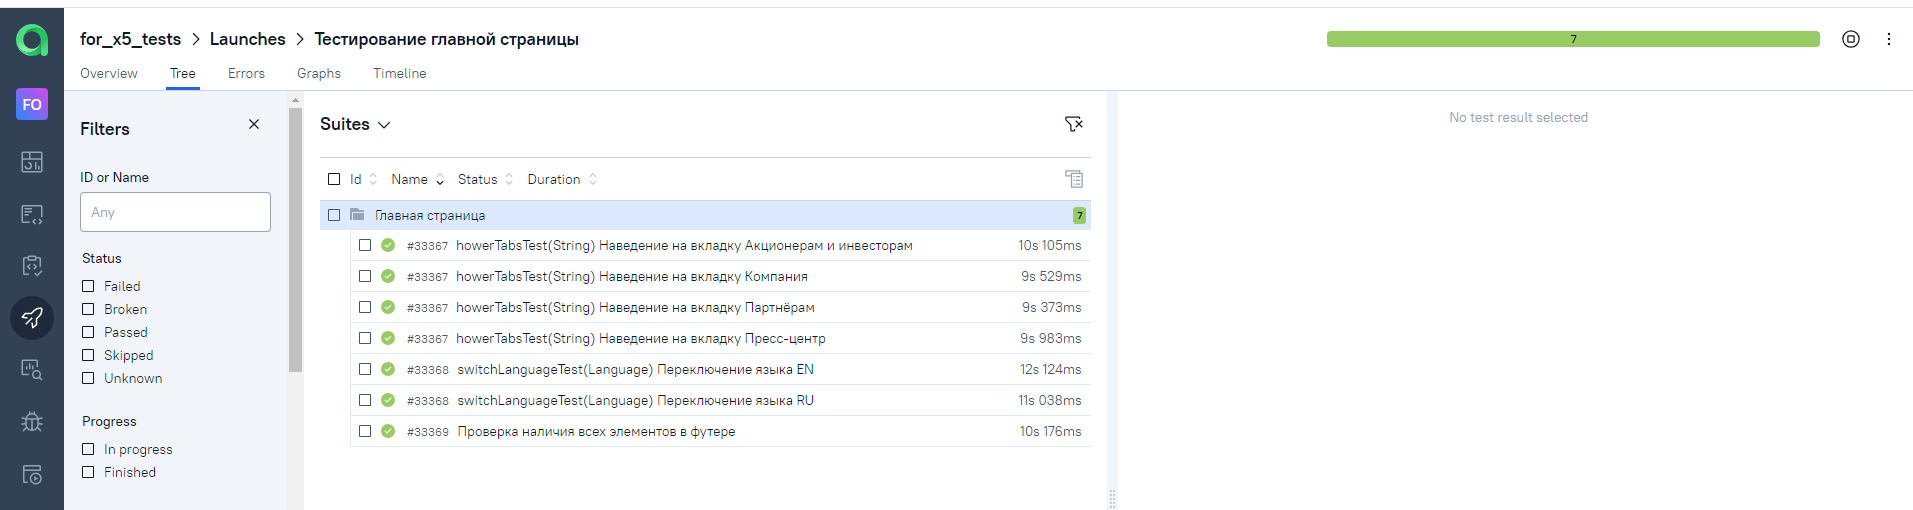 for_x5_tests > Launches > Тестирование главной страницы
7
Overview Tree Errors Graphs Timeline
FO
Filters
ID or Name
Any
Status
Failed
Broken
Passed
Skipped
Unknown
Progress
In progress
Finished
Suites
Id Name Status Duration
Главная страница 7
#33367 howerTabsTest(String) Наведение на вкладку Акционерам и инвесторам 10s 105ms
#33367 howerTabsTest(String) Наведение на вкладку Компания 9s 529ms
#33367 howerTabsTest(String) Наведение на вкладку Партнёрам 9s 373ms
#33367 howerTabsTest(String) Наведение на вкладку Пресс-центр 9s 983ms
#33368 switchLanguageTest(Language) Переключение языка EN 12s 124ms
#33368 switchLanguageTest(Language) Переключение языка RU 11s 038ms
#33369 Проверка наличия всех элементов в футере 10s 176ms
No test result selected